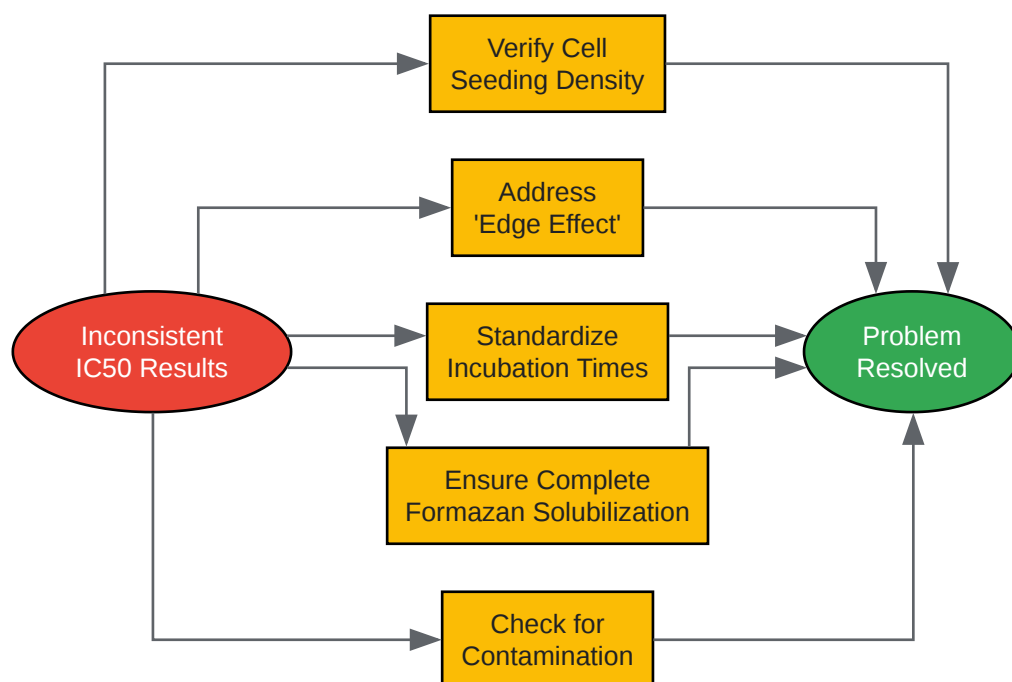 Verify Cell
Seeding Density
Address
'Edge Effect'
Inconsistent
IC50 Results
Standardize
Incubation Times
Problem
Resolved
Ensure Complete
Formazan Solubilization
Check for
Contamination